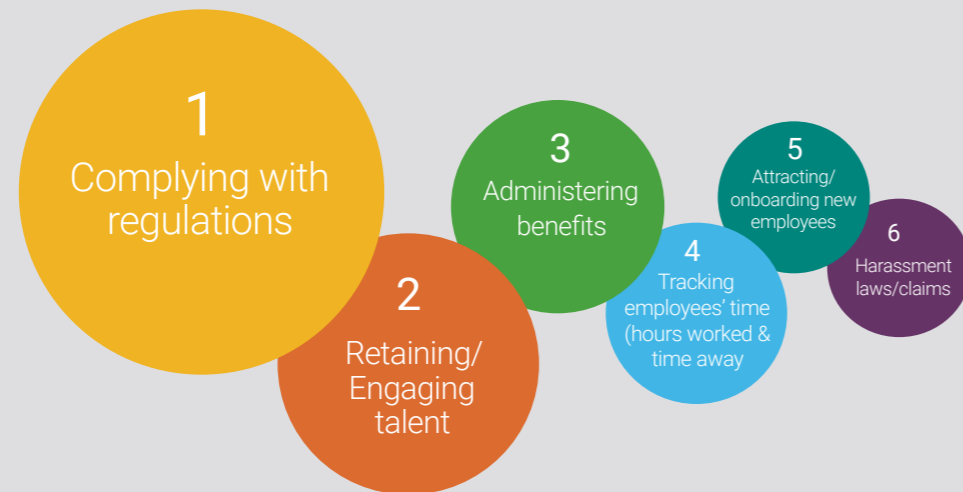 1
Complying with
regulations
2
Retaining/
Engaging
talent
3
Administering
benefits
4
Tracking
employees’ time
(hours worked &
time away
5
Attracting/
onboarding new
employees
6
Harassment
laws/claims